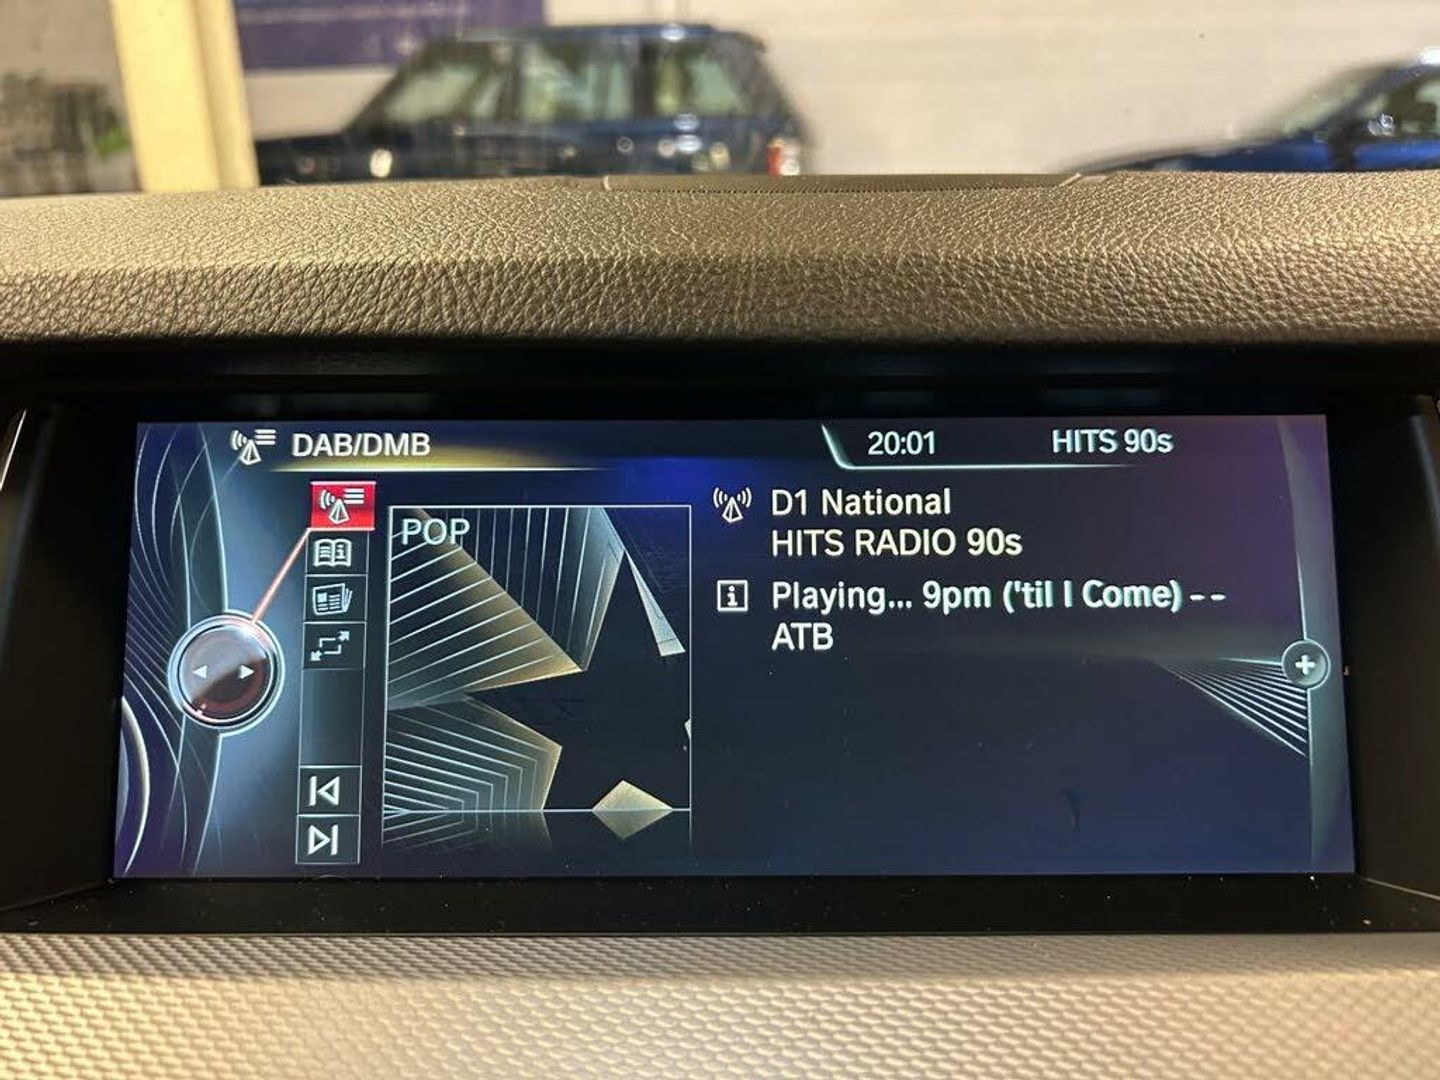 DAB/DMB
20:01
HITS 90s
POP
D1 National
HITS RADIO 90s
Playing... 9pm ('til I Come) - -
ATB